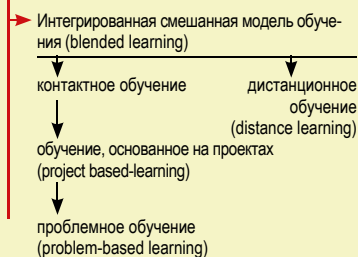 Интегрированная смешанная модель обуче-
ния (blended learning)
контактное обучение
дистанционное
обучение
(distance learning)
обучение, основанное на проектах
(project based-learning)
проблемное обучение
(problem-based learning)